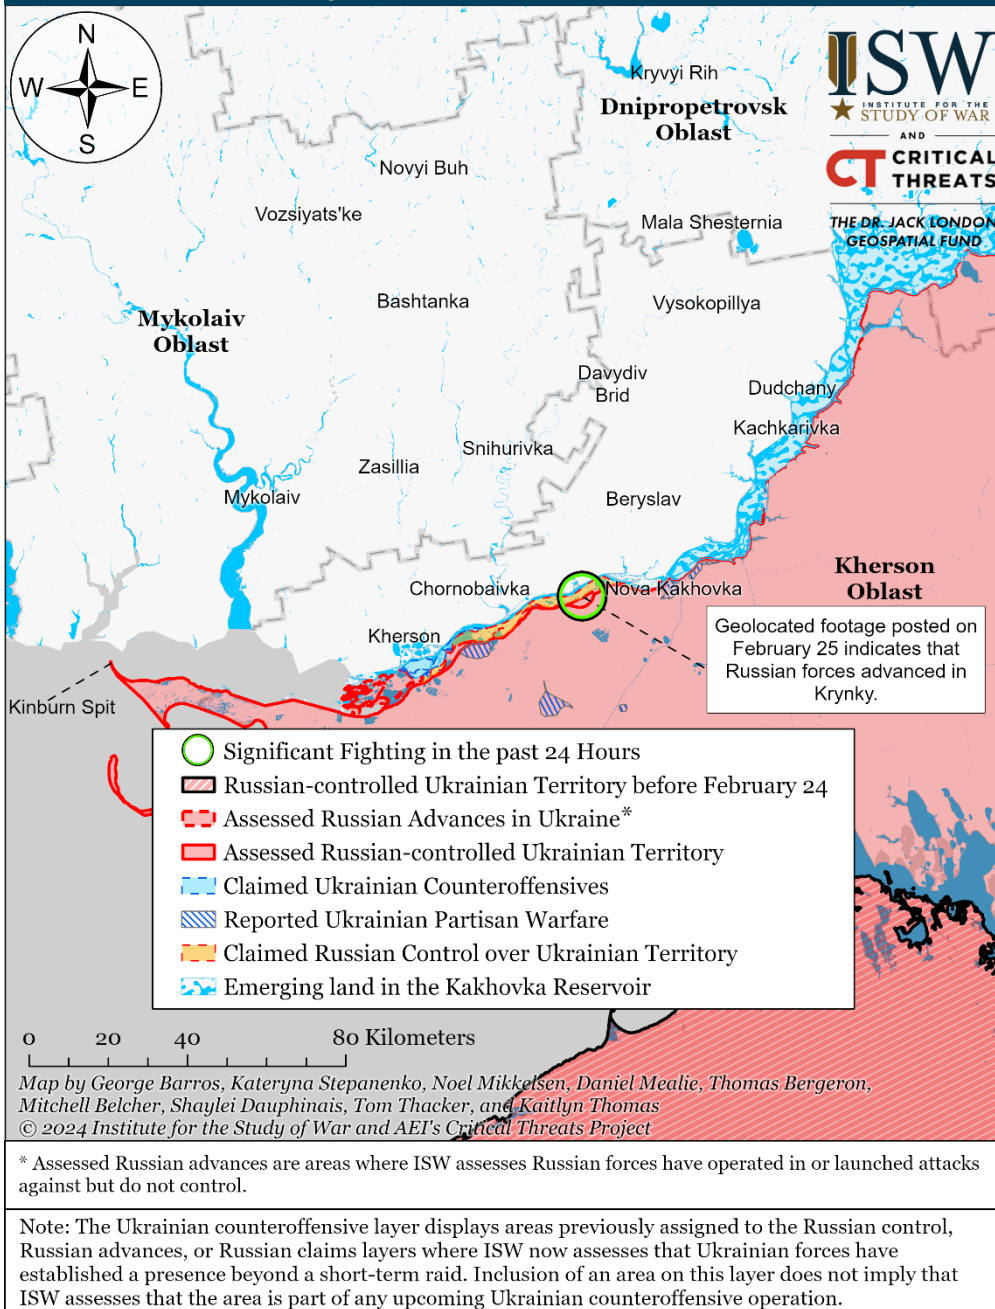 N
W
E
S
ISW
INSTITUTE FOR THE
STUDY OF WAR
AND
CT CRITICAL
THREATS
THE DR. JACK LONDON
GEOSPATIAL FUND
Kryvyi Rih
Dnipropetrovsk
Oblast
Novyi Buh
Vozsiyats'ke
Mala Shesternia
Bashtanka
Vysokopillya
Mykolaiv
Oblast
Davydiv
Brid
Dudchany
Kachkarivka
Snihurivka
Zasillia
Mykolaiv
Beryslav
Kherson
Oblast
Chornobaivka
Nova Kakhovka
Kherson
Geolocated footage posted on
February 25 indicates that
Russian forces advanced in
Krynky.
Kinburn Spit
Significant Fighting in the past 24 Hours
Russian-controlled Ukrainian Territory before February 24
Assessed Russian Advances in Ukraine*
Assessed Russian-controlled Ukrainian Territory
Claimed Ukrainian Counteroffensives
Reported Ukrainian Partisan Warfare
Claimed Russian Control over Ukrainian Territory
Emerging land in the Kakhovka Reservoir
0 20 40 80 Kilometers
Map by George Barros, Kateryna Stepanenko, Noel Mikkelsen, Daniel Mealie, Thomas Bergeron,
Mitchell Belcher, Shaylei Dauphinais, Tom Thacker, and Kaitlyn Thomas
© 2024 Institute for the Study of War and AEI's Critical Threats Project
* Assessed Russian advances are areas where ISW assesses Russian forces have operated in or launched attacks
against but do not control.
Note: The Ukrainian counteroffensive layer displays areas previously assigned to the Russian control,
Russian advances, or Russian claims layers where ISW now assesses that Ukrainian forces have
established a presence beyond a short-term raid. Inclusion of an area on this layer does not imply that
ISW assesses that the area is part of any upcoming Ukrainian counteroffensive operation.